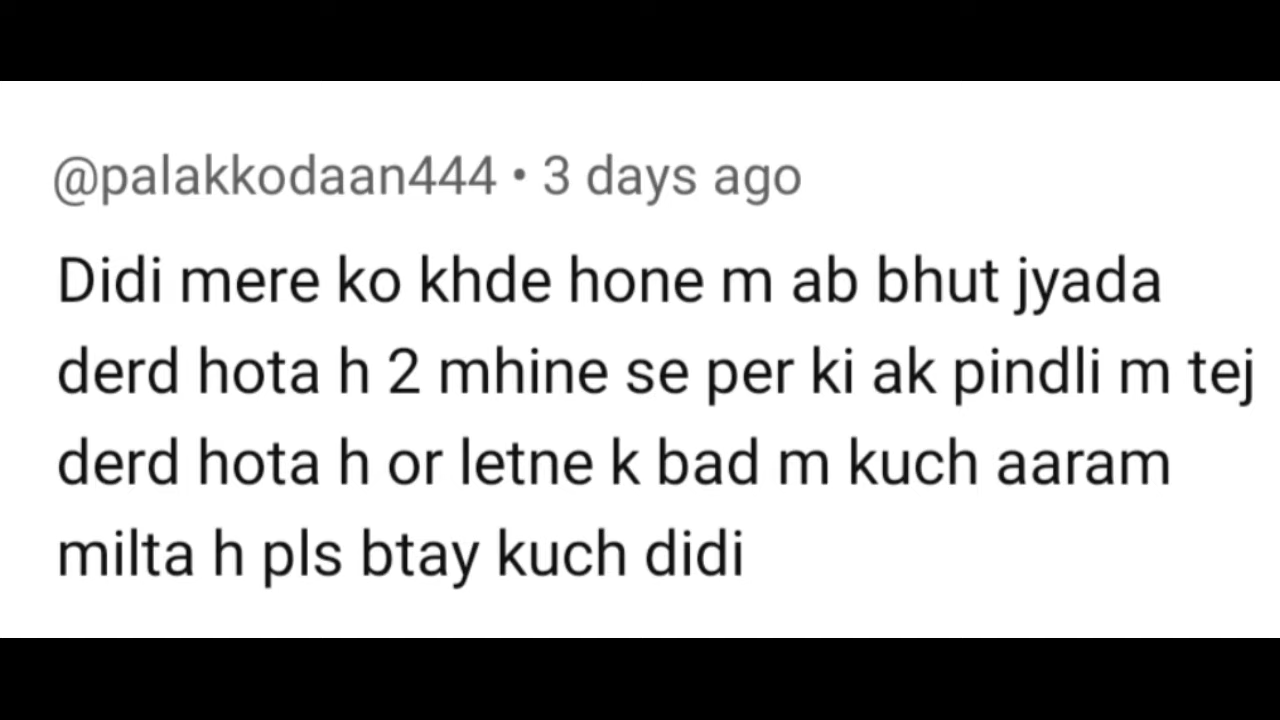 @palakkodaan444 • 3 days ago
Didi mere ko khde hone m ab bhut jyada
derd hota h 2 mhine se per ki ak pindli m tej
derd hota h or letne k bad m kuch aaram
milta h pls btay kuch didi